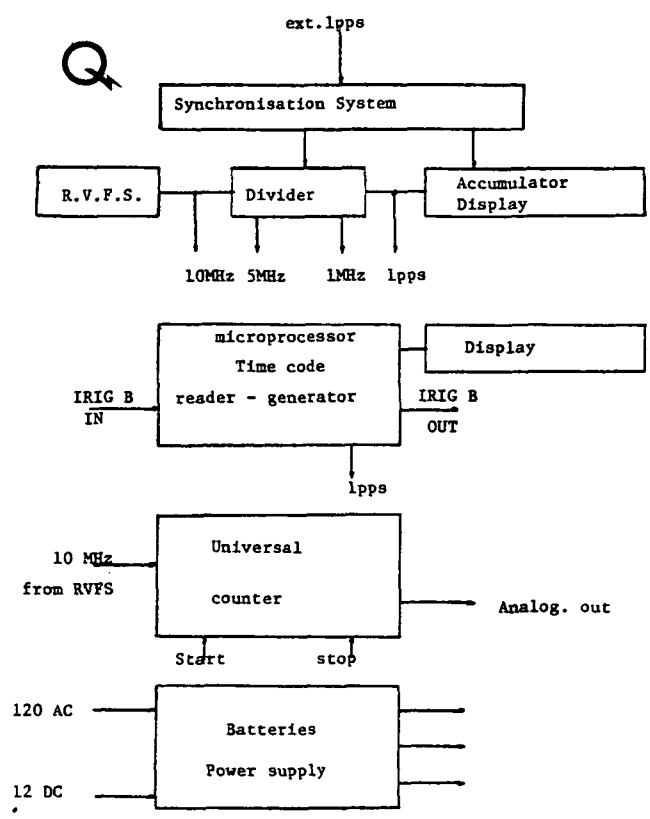 ext.1pps
Q
Synchronisation System
R.V.F.S.
Divider
Accumulator
Display
10MHz 5MHz 1MHz 1pps
microprocessor
Time code
reader - generator
Display
IRIG B
IN
IRIG B
OUT
1pps
10 MHz
from RVFS
Universal
counter
Analog. out
Start stop
120 AC
Batteries
Power supply
12 DC